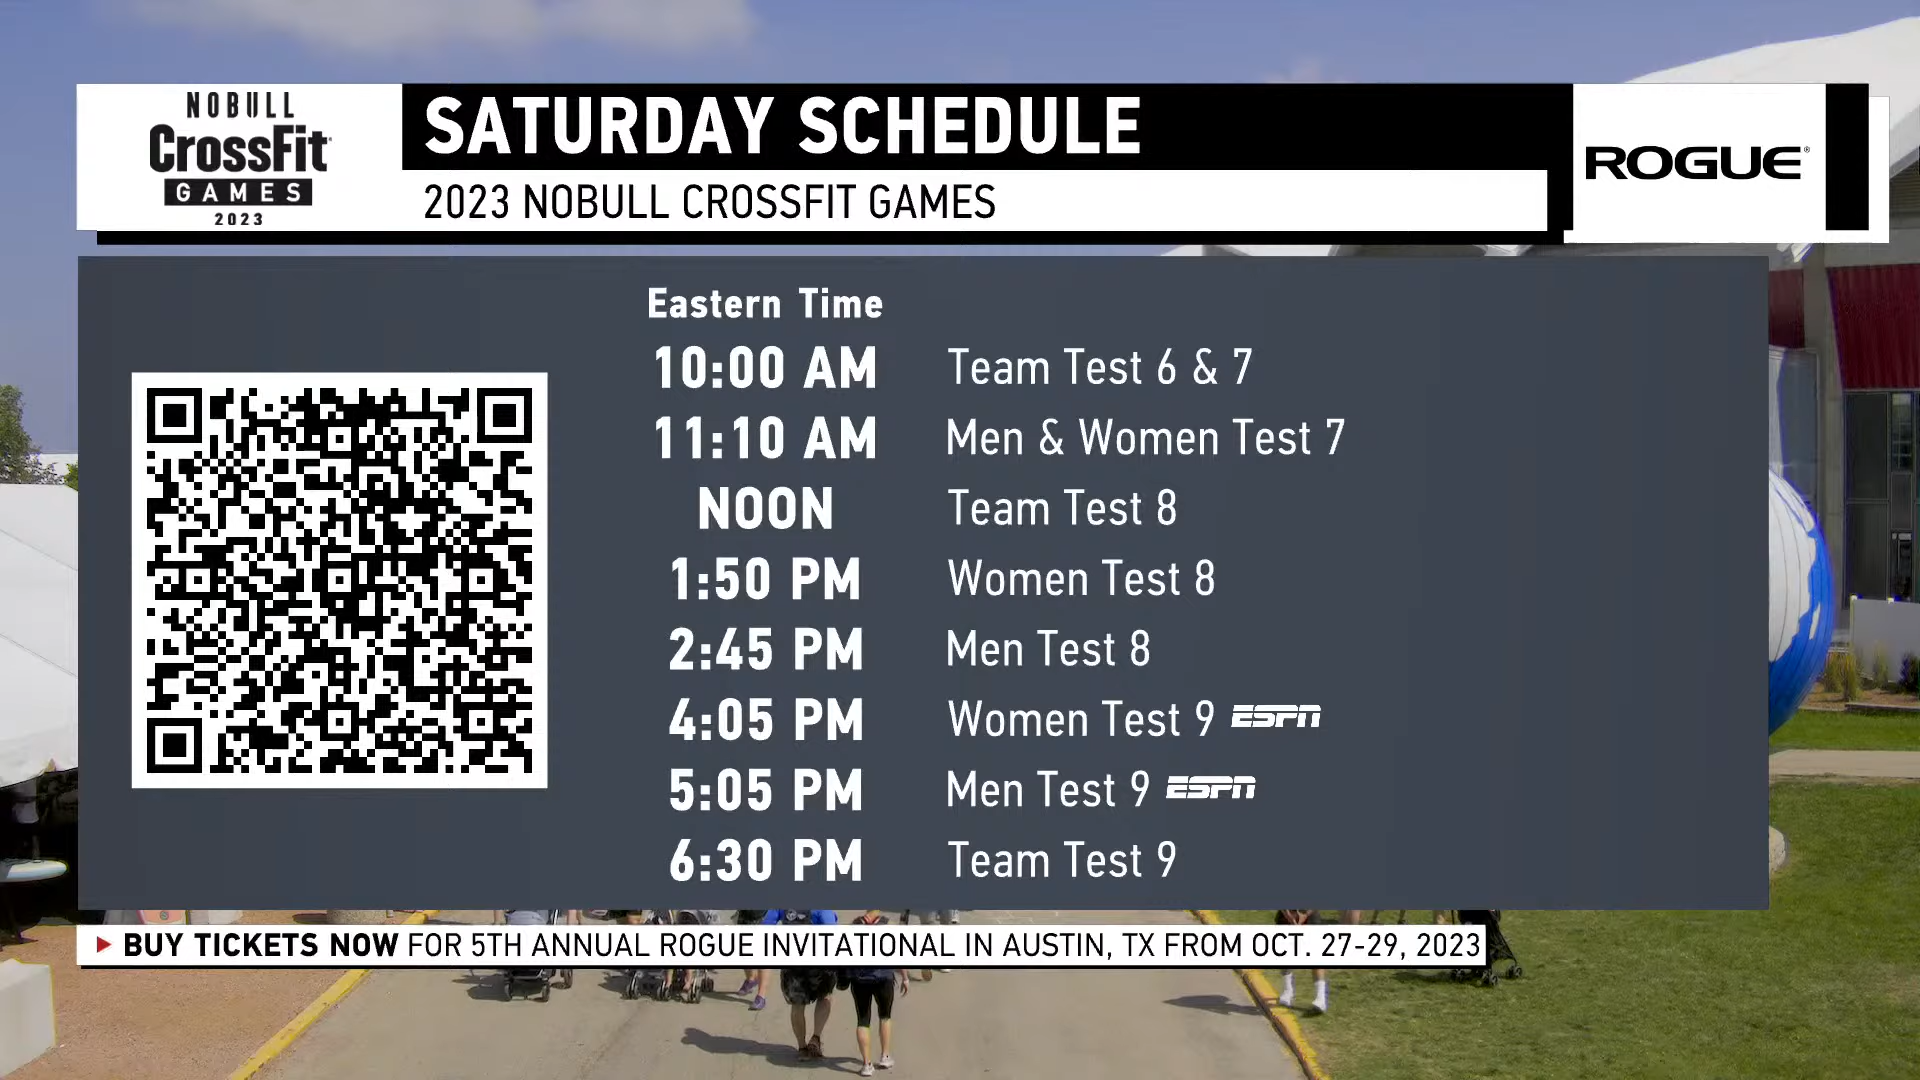 NOBULL
CrossFit
GAMES
2023
SATURDAY SCHEDULE
2023 NOBULL CROSSFIT GAMES
ROGUE®
Eastern Time
10:00 AM Team Test 6 & 7
11:10 AM Men & Women Test 7
NOON Team Test 8
1:50 PM Women Test 8
2:45 PM Men Test 8
4:05 PM Women Test 9 ESPN
5:05 PM Men Test 9 ESPN
6:30 PM Team Test 9
BUY TICKETS NOW FOR 5TH ANNUAL ROGUE INVITATIONAL IN AUSTIN, TX FROM OCT. 27-29, 2023